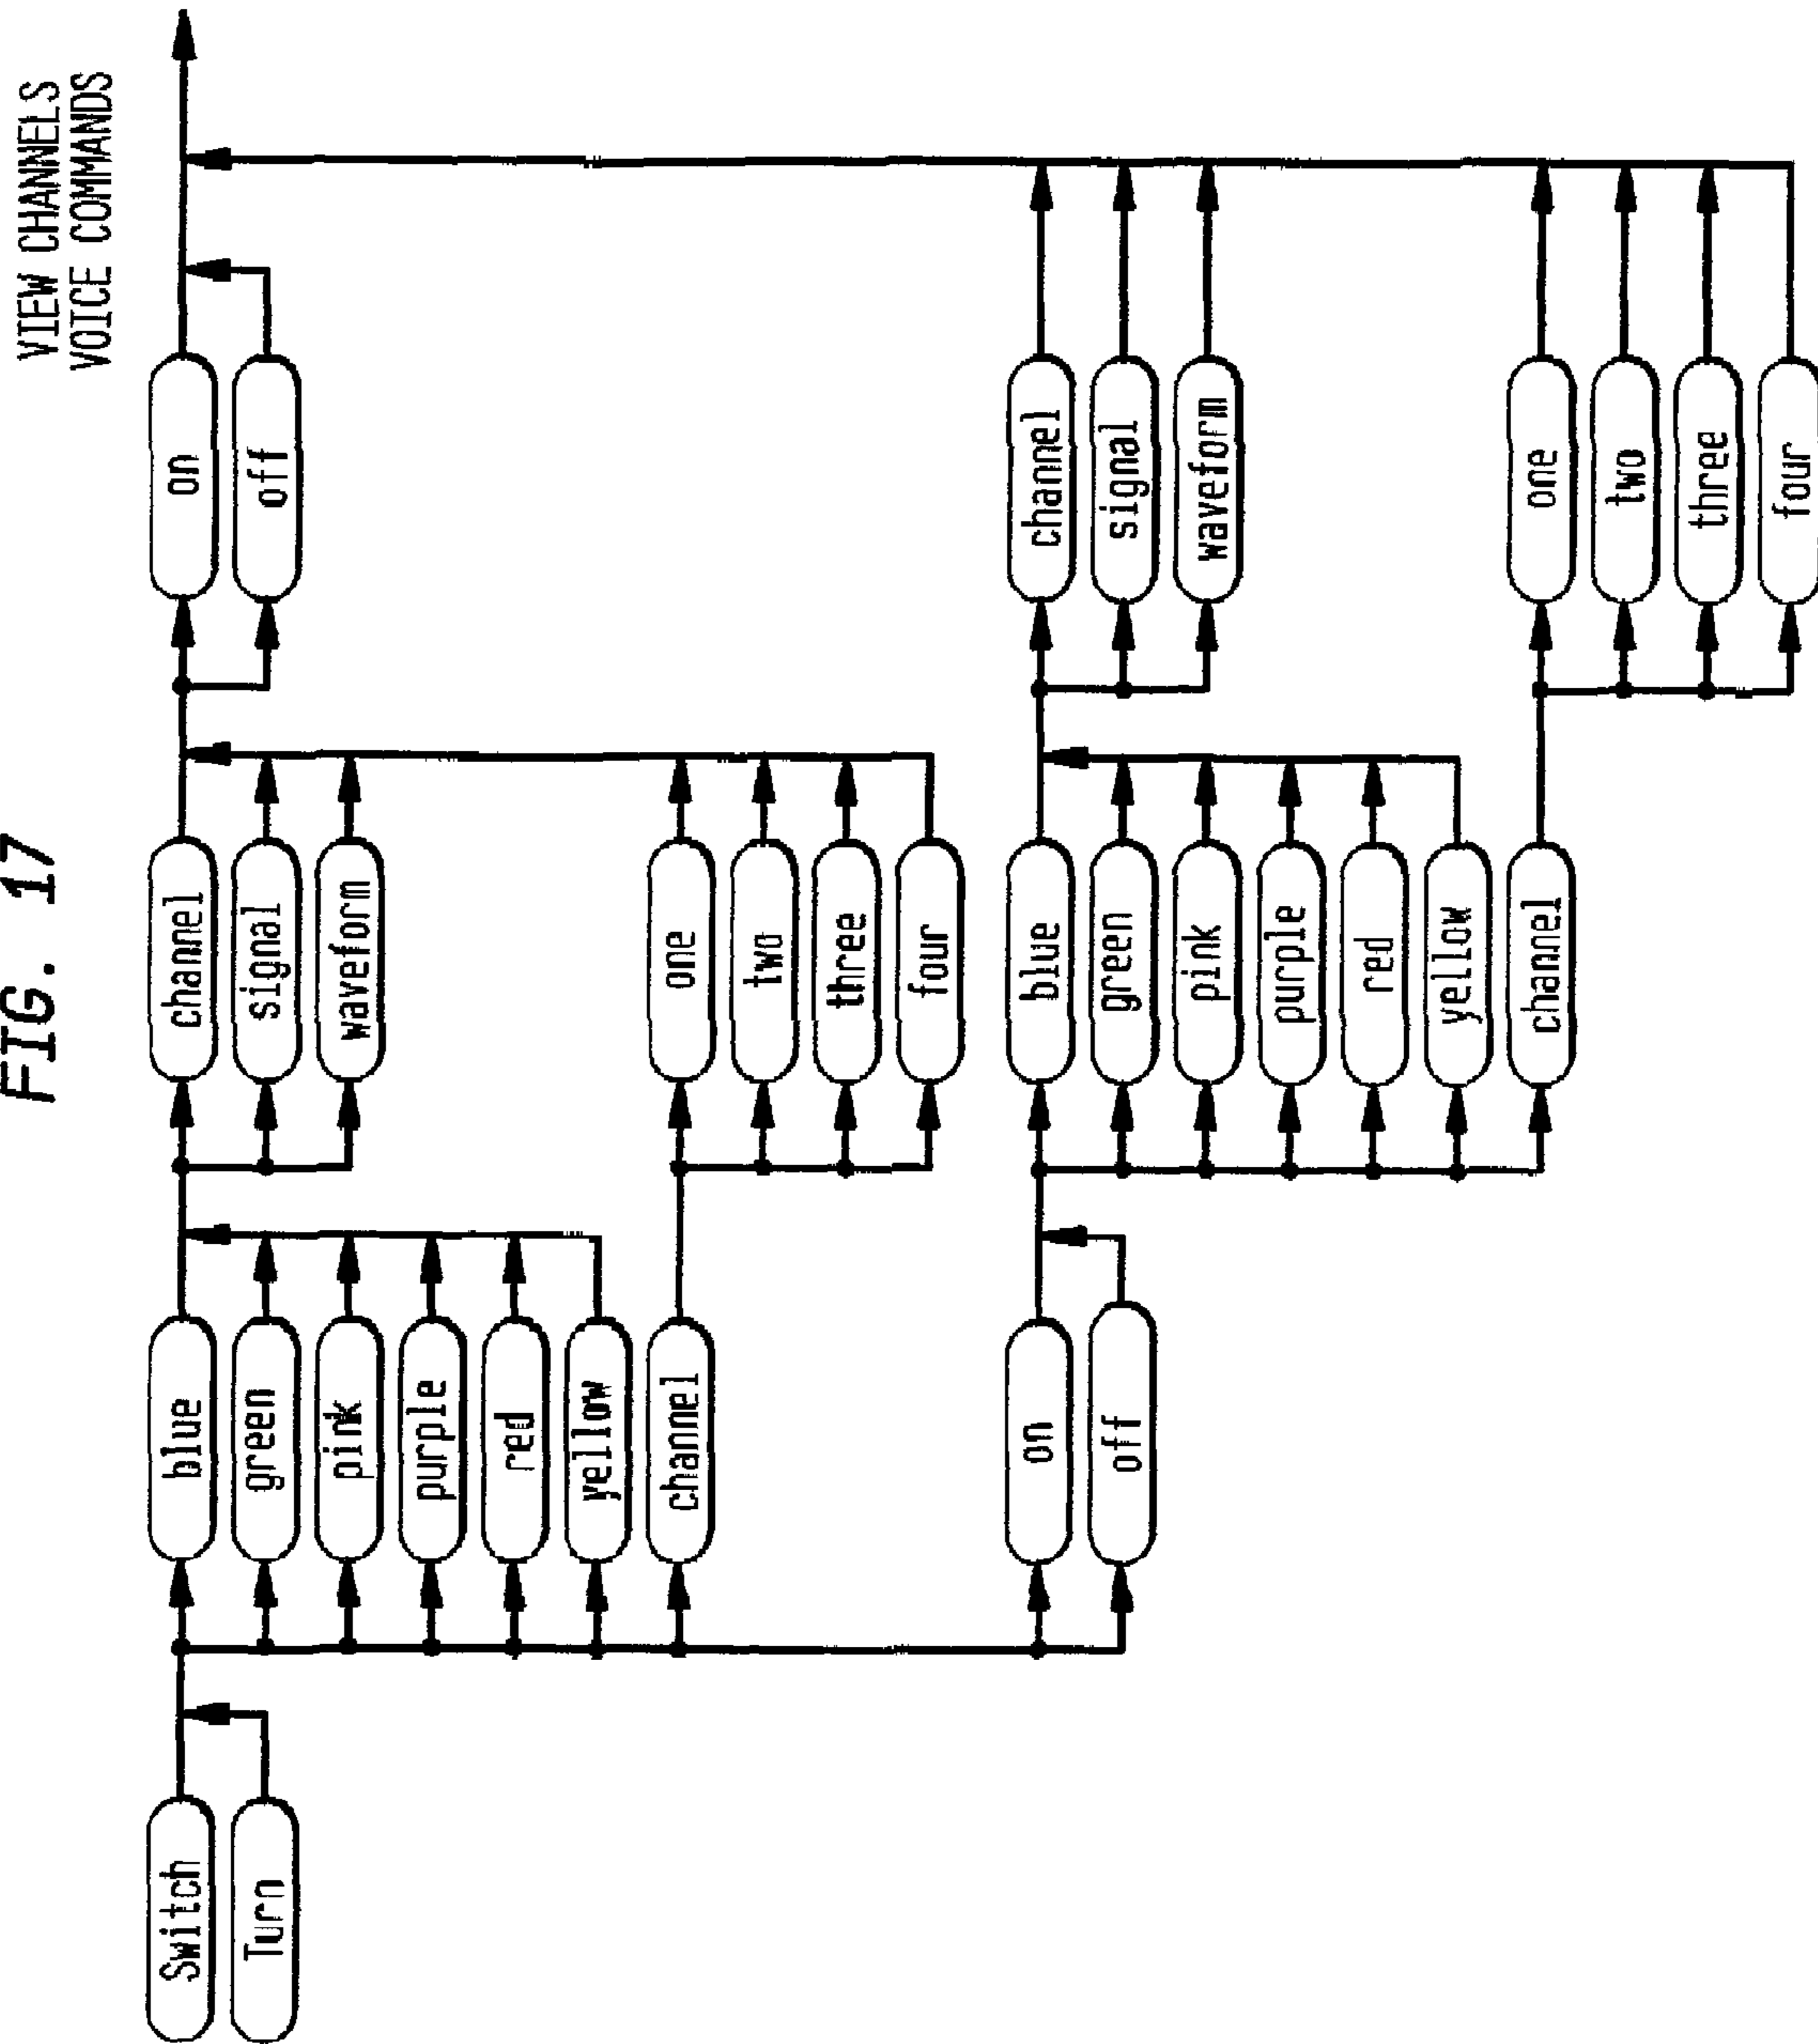 FIG. 17
VIEW CHANNELS
VOICE COMMANDS
Switch
Turn
blue
green
pink
purple
red
yellow
channel
on
off
channel
signal
waveform
one
two
three
four
blue
green
pink
purple
red
yellow
channel
on
off
channel
signal
waveform
one
two
three
four